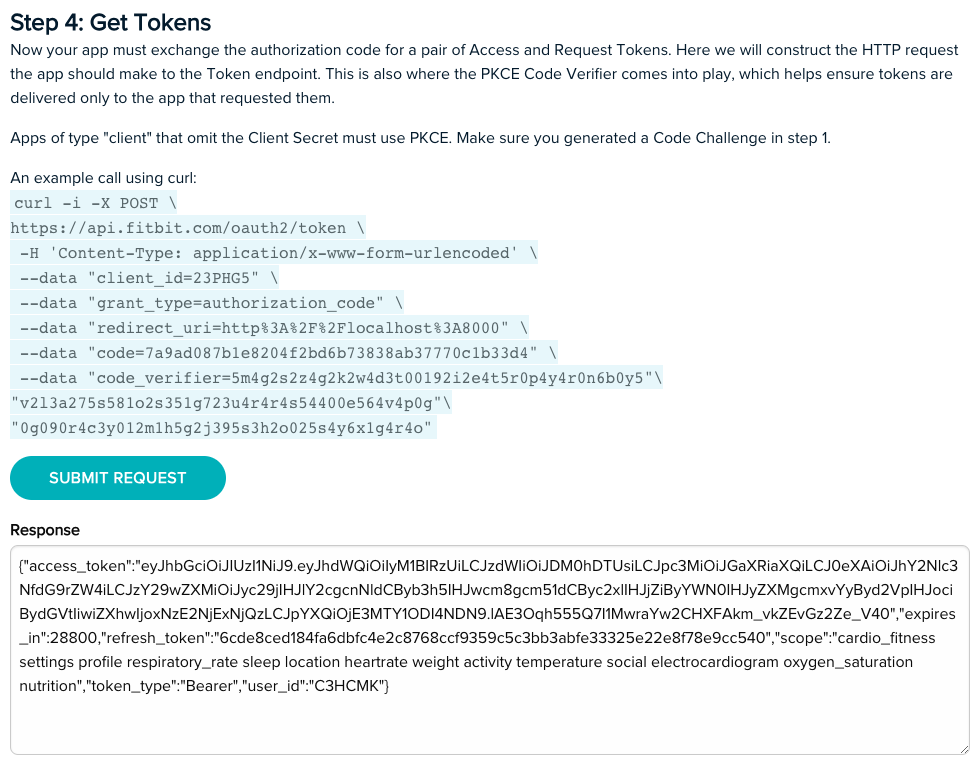 Step 4: Get Tokens
Now your app must exchange the authorization code for a pair of Access and Request Tokens. Here we will construct the HTTP request
the app should make to the Token endpoint. This is also where the PKCE Code Verifier comes into play, which helps ensure tokens are
delivered only to the app that requested them.
Apps of type "client" that omit the Client Secret must use PKCE. Make sure you generated a Code Challenge in step 1.
An example call using curl:
curl -i -X POST \
https://api.fitbit.com/oauth2/token \
-H 'Content-Type: application/x-www-form-urlencoded' \
--data "client_id=23PHG5" \
--data "grant_type=authorization_code" \
--data "redirect_uri=http%3A%2F%2Flocalhost%3A8000" \
--data "code=7a9ad087b1e8204f2bd6b73838ab37770c1b33d4" \
--data "code_verifier=5m4g2s2z4g2k2w4d3t00192i2e4t5r0p4y4r0n6b0y5"\
"v2l3a275s581o2s351g723u4r4r4s54400e564v4p0g"\
"0g090r4c3y012m1h5g2j395s3h2o025s4y6x1g4r4o"
SUBMIT REQUEST
Response
{"access_token":"eyJhbGciOiJIUzI1NiJ9.eyJhdWQiOiIyM1BIRzUiLCJzdWIiOiJDM0hDTUsiLCJpc3MiOiJGaXRiaXQiLCJ0eXAiOiJhY2Nlc3
NfdG9rZW4iLCJzY29wZXMiOiJyc29jIHJlY2cgcnNldCByb3h5IHJwcm8gcm51dCByc2xlIHJjZiByYWN0IHJyZXMgcmxvYyByd2VpIHJoci
BydGVtIiwiZXhwIjoxNzE2NjExNjQzLCJpYXQiOjE3MTY1ODI4NDN9.IAE3Oqh555Q7I1MwraYw2CHXFAkm_vkZEvGz2Ze_V40","expires
_in":28800,"refresh_token":"6cde8ced184fa6dbfc4e2c8768ccf9359c5c3bb3abfe33325e22e8f78e9cc540","scope":"cardio_fitness
settings profile respiratory_rate sleep location heartrate weight activity temperature social electrocardiogram oxygen_saturation
nutrition","token_type":"Bearer","user_id":"C3HCMK"}